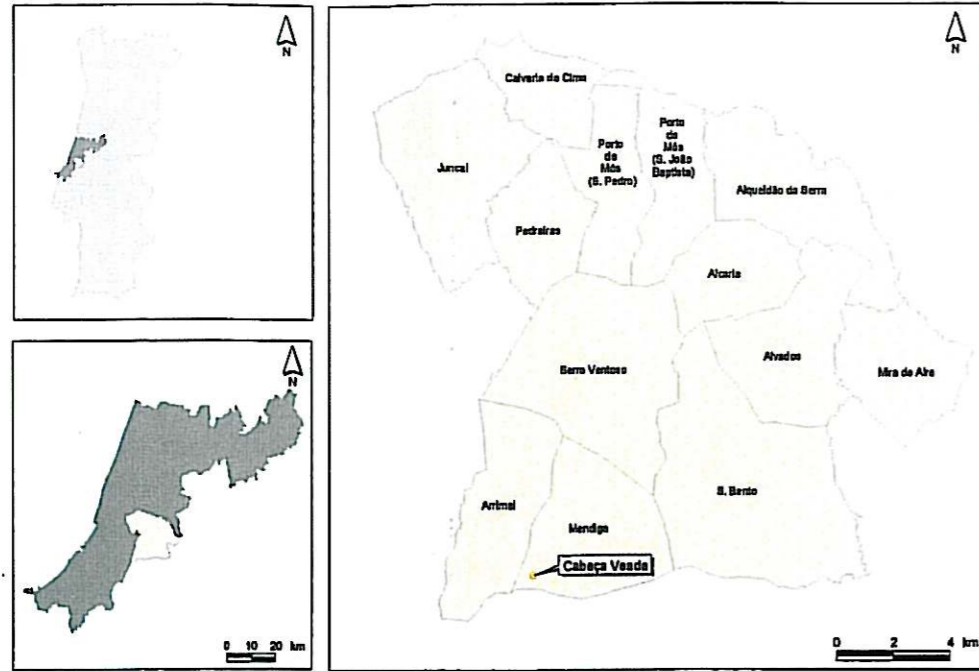 N
N
Calvaria de Cima
Porto
de
Mós
(S. João
Baptista)
Porto
de
Mós
(S. Pedro)
Juncal
Alqueidão da Serra
Pedreiras
Alcaria
N
Serro Ventoso
Alvados
Mira de Aire
S. Bento
Arrimal
Mendiga
Cabeça Veada
0 10 20 km
0 2 4 km